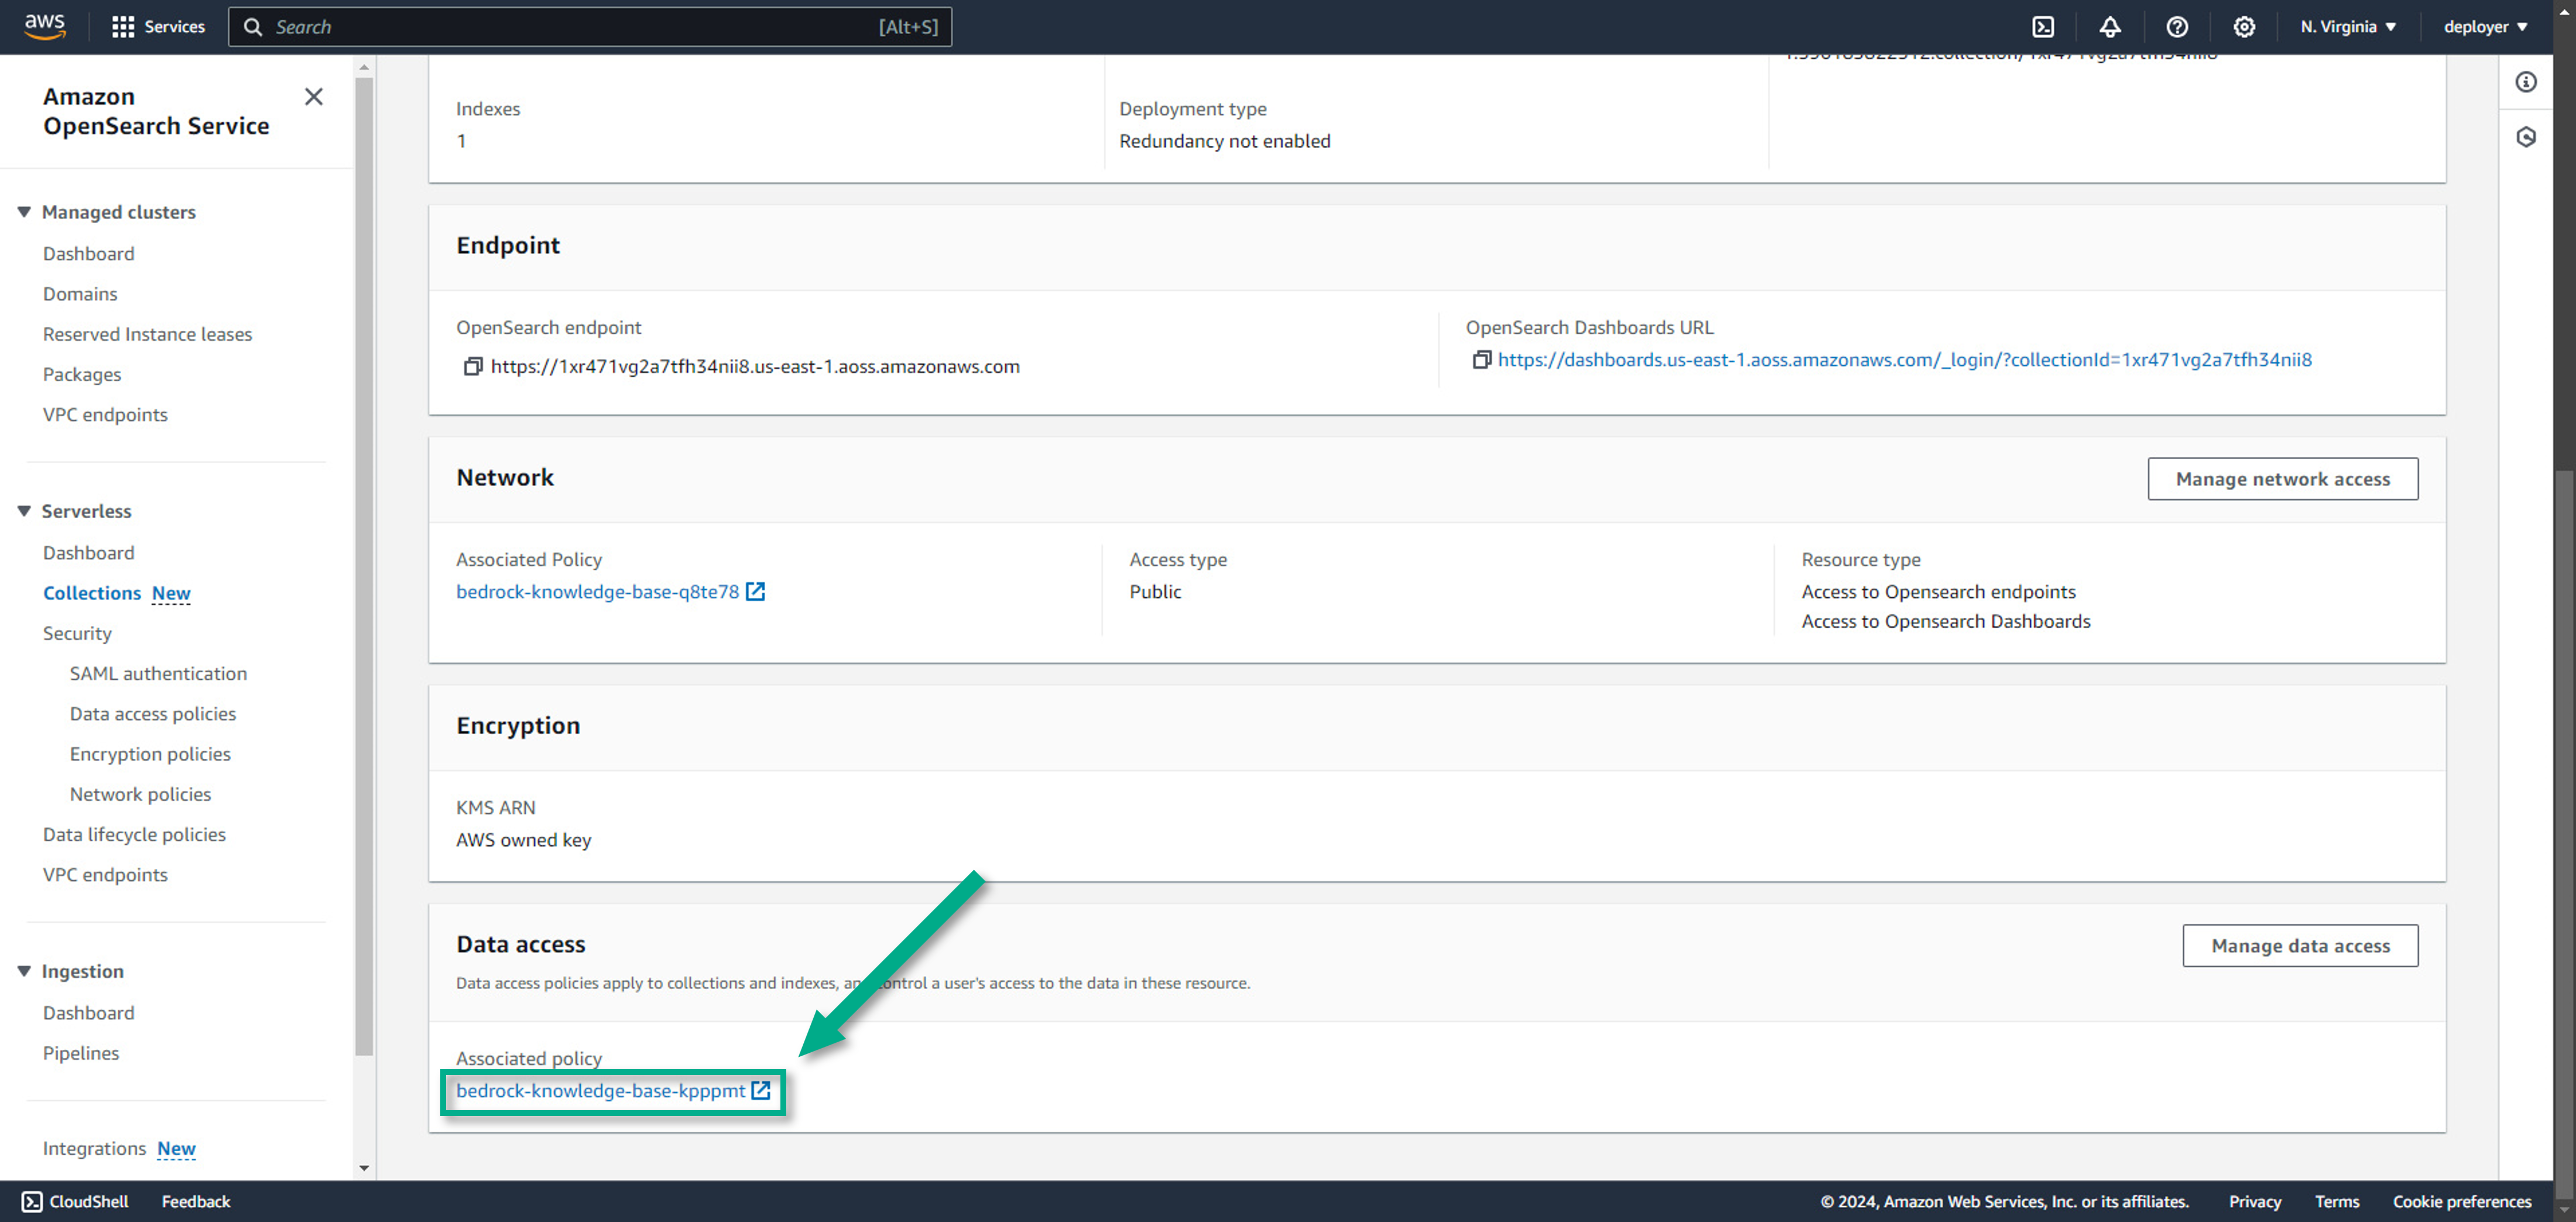 aws
Services
Search
[Alt+S]
N. Virginia
deployer
Amazon
OpenSearch Service
Managed clusters
Dashboard
Domains
Reserved Instance leases
Packages
VPC endpoints
Serverless
Dashboard
Collections New
Security
SAML authentication
Data access policies
Encryption policies
Network policies
Data lifecycle policies
VPC endpoints
Ingestion
Dashboard
Pipelines
Integrations New
Indexes
1
Deployment type
Redundancy not enabled
Endpoint
OpenSearch endpoint
https://1xr471vg2a7tfh34nii8.us-east-1.aoss.amazonaws.com
OpenSearch Dashboards URL
https://dashboards.us-east-1.aoss.amazonaws.com/_login/?collectionId=1xr471vg2a7tfh34nii8
Network
Manage network access
Associated Policy
bedrock-knowledge-base-q8te78
Access type
Public
Resource type
Access to Opensearch endpoints
Access to Opensearch Dashboards
Encryption
KMS ARN
AWS owned key
Data access
Manage data access
Data access policies apply to collections and indexes, an ontrol a user's access to the data in these resource.
Associated policy
bedrock-knowledge-base-kpppmt
CloudShell
Feedback
© 2024, Amazon Web Services, Inc. or its affiliates.
Privacy
Terms
Cookie preferences